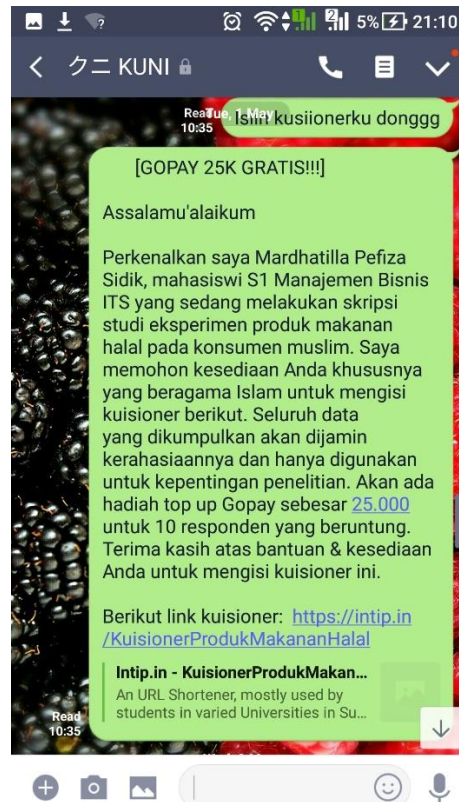 5% 21:10
クニ KUNI
Tue, 1 May
Read
10:35
Isiin kusiionerku donggg
[GOPAY 25K GRATIS!!!]
Assalamu'alaikum
Perkenalkan saya Mardhatilla Pefiza
Sidik, mahasiswi S1 Manajemen Bisnis
ITS yang sedang melakukan skripsi
studi eksperimen produk makanan
halal pada konsumen muslim. Saya
memohon kesediaan Anda khususnya
yang beragama Islam untuk mengisi
kuisioner berikut. Seluruh data
yang dikumpulkan akan dijamin
kerahasiaannya dan hanya digunakan
untuk kepentingan penelitian. Akan ada
hadiah top up Gopay sebesar 25.000
untuk 10 responden yang beruntung.
Terima kasih atas bantuan & kesediaan
Anda untuk mengisi kuisioner ini.
Berikut link kuisioner: https://intip.in
/KuisionerProdukMakananHalal
Intip.in - KuisionerProdukMakan...
An URL Shortener, mostly used by
students in varied Universities in Su...
Read
10:35